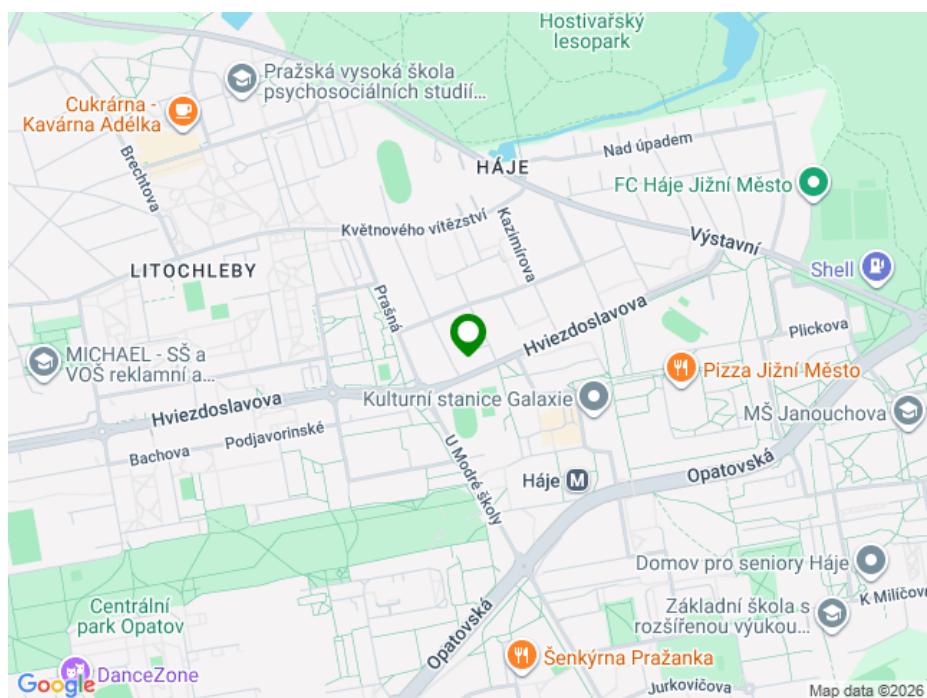 Hostivařský
lesopark
Pražská vysoká škola
psychosociálních studií...
Cukrárna -
Kavárna Adélka
Brechtova
HÁJE
Nad úpadem
FC Háje Jižní Město
Květnového vítězství
Kazimírova
Výstavní
LITOCHLEBY
Shell
Prašná
Hviezdoslavova
Plickova
MICHAEL - SŠ a
VOŠ reklamní a...
Pizza Jižní Město
Hviezdoslavova
Kulturní stanice Galaxie
MŠ Janouchova
Podjavorinské
Bachova
U Modré školy
Háje M
Opatovská
Domov pro seniory Háje
K Milíčovu
Centrální
park Opatov
Základní škola s
rozšířenou výukou...
Opatovská
Šenkýrna Pražanka
DanceZone
Jurkovičova
Google
Map data ©2026